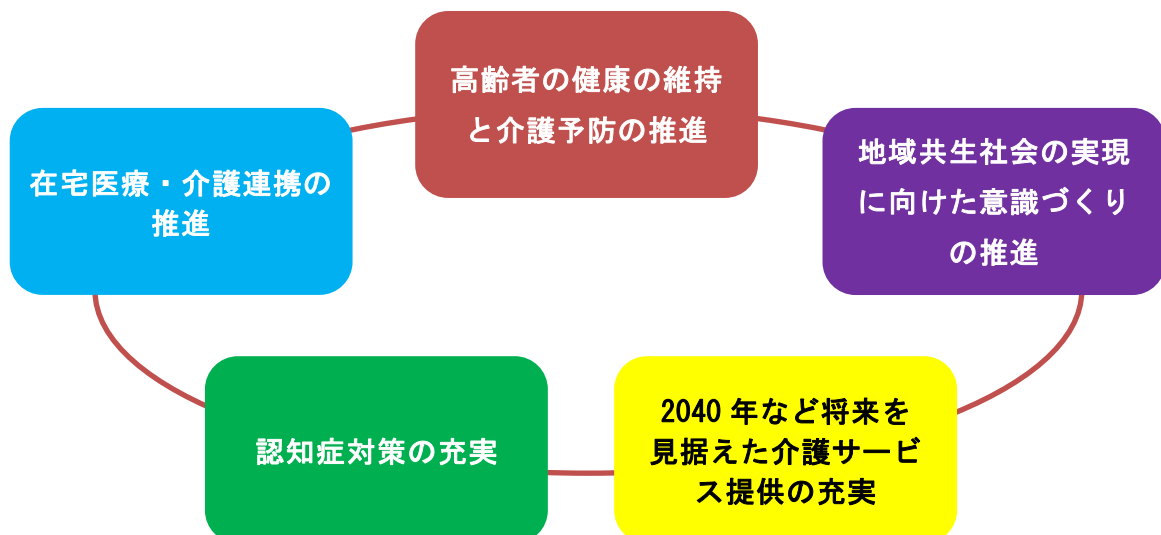 高齢者の健康の維持
と介護予防の推進
地域共生社会の実現
に向けた意識づくり
の推進
2040 年など将来を
見据えた介護サービ
ス提供の充実
認知症対策の充実
在宅医療・介護連携の
推進